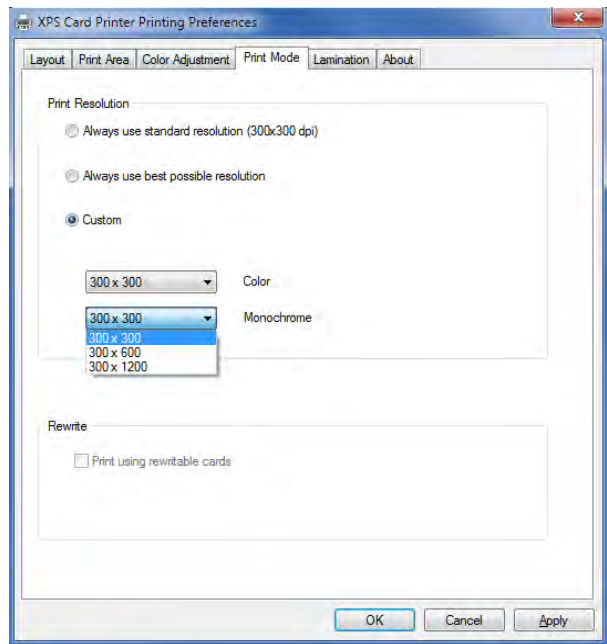 XPS Card Printer Printing Preferences
Layout Print Area Color Adjustment Print Mode Lamination About
Print Resolution
Always use standard resolution (300x300 dpi)
Always use best possible resolution
Custom
300 x 300 Color
300 x 300 Monochrome
300 x 300
300 x 600
300 x 1200
Rewrite
Print using rewritable cards
OK Cancel Apply